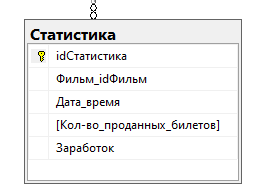 Статистика
idСтатистика
Фильм_idФильм
Дата_время
[Кол-во_проданных_билетов]
Заработок